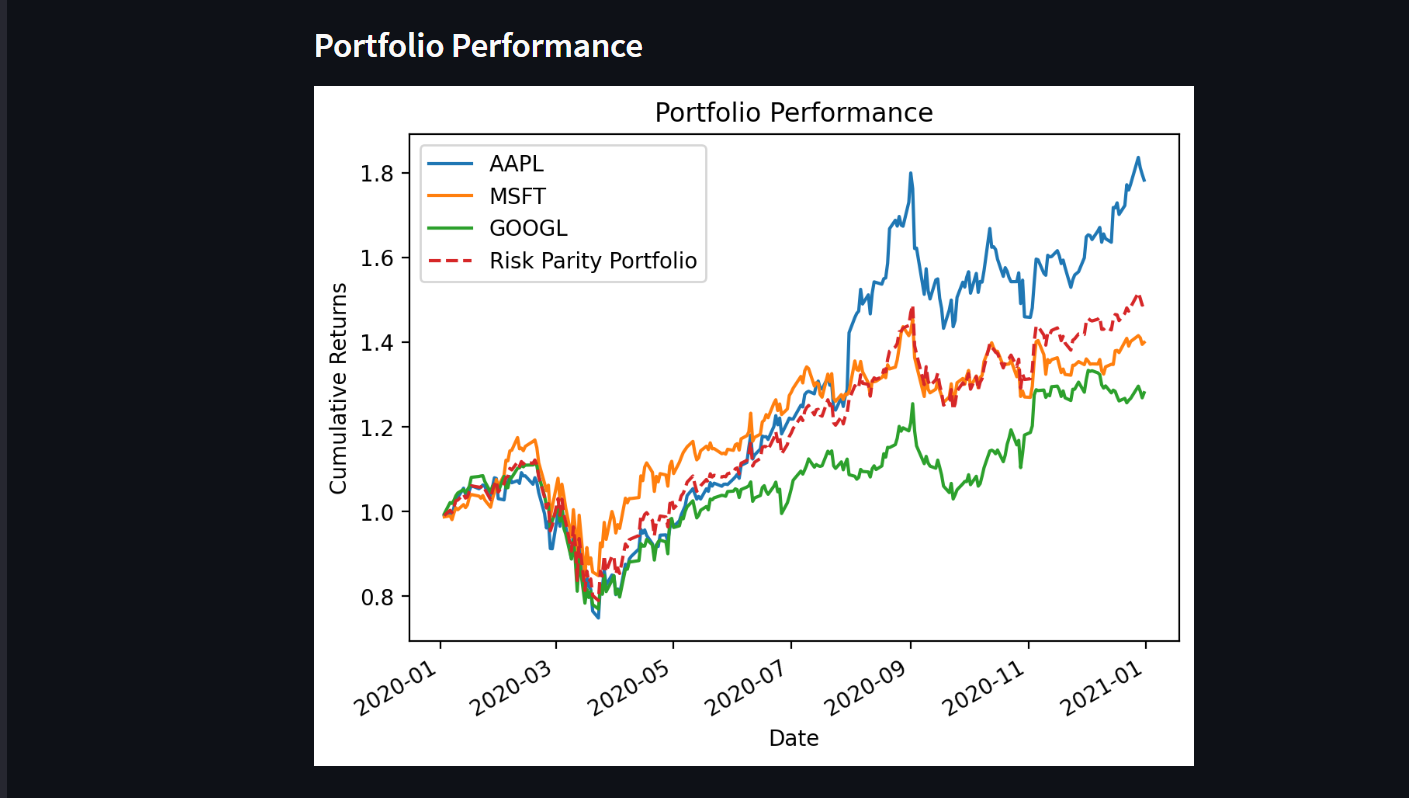 Portfolio Performance
Portfolio Performance
AAPL
MSFT
GOOGL
Risk Parity Portfolio
Cumulative Returns
1.8
1.6
1.4
1.2
1.0
0.8
2020-01
2020-03
2020-05
2020-07
2020-09
2020-11
2021-01
Date